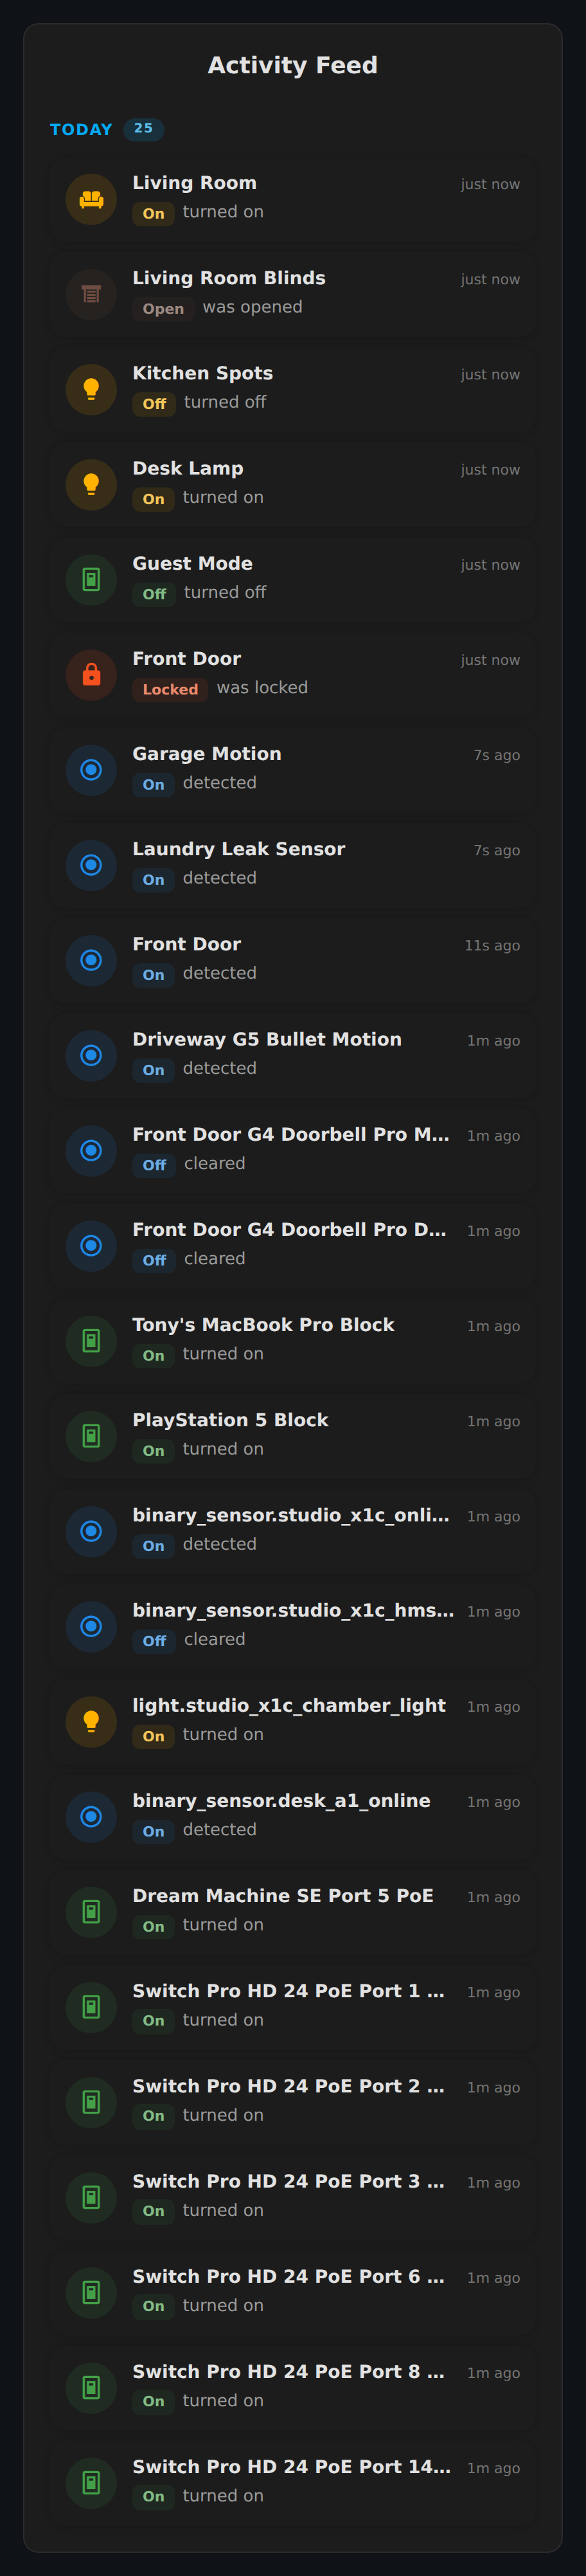 Activity Feed
TODAY 25
Living Room just now
On turned on
Living Room Blinds just now
Open was opened
Kitchen Spots just now
Off turned off
Desk Lamp just now
On turned on
Guest Mode just now
Off turned off
Front Door just now
Locked was locked
Garage Motion 7s ago
On detected
Laundry Leak Sensor 7s ago
On detected
Front Door 11s ago
On detected
Driveway G5 Bullet Motion 1m ago
On detected
Front Door G4 Doorbell Pro M... 1m ago
Off cleared
Front Door G4 Doorbell Pro D... 1m ago
Off cleared
Tony's MacBook Pro Block 1m ago
On turned on
PlayStation 5 Block 1m ago
On turned on
binary_sensor.studio_x1c_onli... 1m ago
On detected
binary_sensor.studio_x1c_hms... 1m ago
Off cleared
light.studio_x1c_chamber_light 1m ago
On turned on
binary_sensor.desk_a1_online 1m ago
On detected
Dream Machine SE Port 5 PoE 1m ago
On turned on
Switch Pro HD 24 PoE Port 1 ... 1m ago
On turned on
Switch Pro HD 24 PoE Port 2 ... 1m ago
On turned on
Switch Pro HD 24 PoE Port 3 ... 1m ago
On turned on
Switch Pro HD 24 PoE Port 6 ... 1m ago
On turned on
Switch Pro HD 24 PoE Port 8 ... 1m ago
On turned on
Switch Pro HD 24 PoE Port 14... 1m ago
On turned on